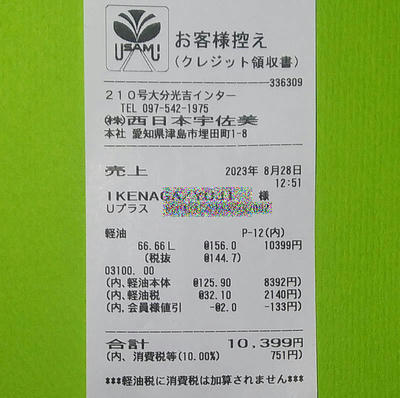 USAMI
お客様控え
(クレジット領収書)
336309
210号大分光吉インター
TEL 097-542-1975
㈱西日本宇佐美
本社 愛知県津島市埋田町1-8
売上 2023年 8月28日
12:51
IKENAGA/YUJI 様
Uプラス
軽油 P-12(内)
66.66L @156.0 10399円
(税抜 @144.7)
03100.00
(内、軽油本体 @125.90 8392円)
(内、軽油税 @32.10 2140円)
(内、会員様値引 @-2.0 -133円)
合計 10,399円
(内、消費税等(10.00%) 751円)
***軽油税に消費税は加算されません***